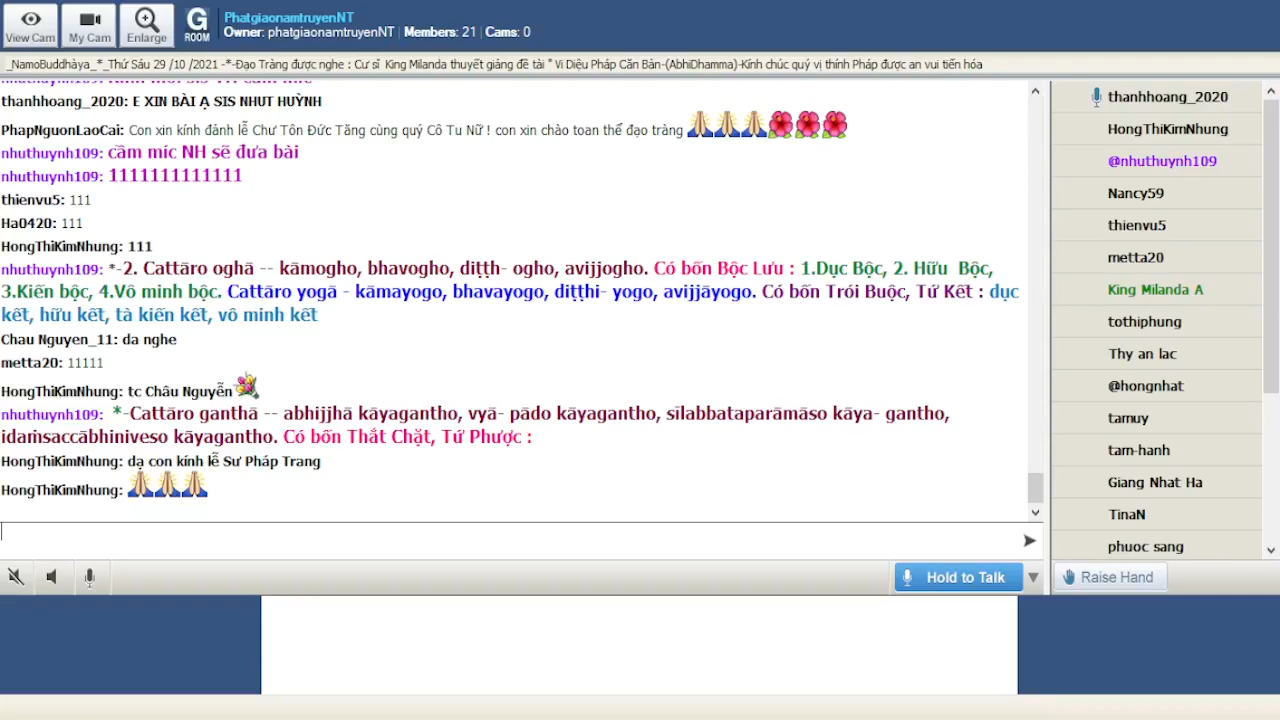 View Cam
My Cam
Enlarge
G
ROOM
PhatgiaonamtruyenNT
Owner: phatgiaonamtruyenNT | Members: 21 | Cams: 0
_NamoBuddhàya_*_Thứ Sáu 29 /10 /2021 -*-Đạo Tràng được nghe : Cư sĩ King Milanda thuyết giảng đề tài " Vi Diệu Pháp Căn Bản-(AbhiDhamma)-Kính chúc quý vị thính Pháp được an vui tiến hóa
thanhhoang_2020: E XIN BÀI Ạ SIS NHUT HUỲNH
PhapNguonLaoCai: Con xin kính đảnh lễ Chư Tôn Đức Tăng cùng quý Cô Tu Nữ ! con xin chào toan thể đạo tràng
nhuthuynh109: cầm míc NH sẽ đưa bài
nhuthuynh109: 1111111111111
thienvu5: 111
Ha0420: 111
HongThiKimNhung: 111
nhuthuynh109: *-2. Cattāro oghā -- kāmogho, bhavogho, diṭṭh- ogho, avijjogho. Có bốn Bộc Lưu : 1.Dục Bộc, 2. Hữu Bộc,
3.Kiến bộc, 4.Vô minh bộc. Cattāro yogā - kāmayogo, bhavayogo, diṭṭhi- yogo, avijjāyogo. Có bốn Trói Buộc, Tứ Kết : dục
kết, hữu kết, tà kiến kết, vô minh kết
Chau Nguyen_11: da nghe
metta20: 11111
HongThiKimNhung: tc Châu Nguyễn
nhuthuynh109: *-Cattāro ganthā -- abhijjhā kāyagantho, vyā- pādo kāyagantho, sīlabbataparāmāso kāya- gantho,
idaṁsaccābhiniveso kāyagantho. Có bốn Thắt Chặt, Tứ Phược :
HongThiKimNhung: dạ con kính lễ Sư Pháp Trang
HongThiKimNhung:
Hold to Talk
thanhhoang_2020
HongThiKimNhung
@nhuthuynh109
Nancy59
thienvu5
metta20
King Milanda A
tothiphung
Thy an lac
@hongnhat
tamuy
tam-hanh
Giang Nhat Ha
TinaN
phuoc sang
Raise Hand